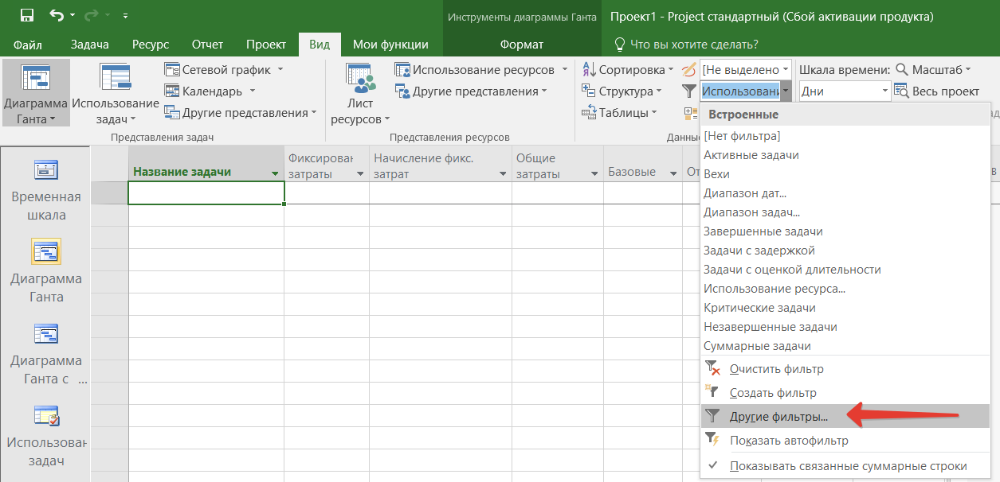 Инструменты диаграммы Ганта
Проект1 - Project стандартный (Сбой активации продукта)
Файл Задача Ресурс Отчет Проект Вид Мои функции Формат Что вы хотите сделать?
Диаграмма
Ганта
Использование
задач
Сетевой график
Календарь
Другие представления
Представления задач
Лист
ресурсов
Использование ресурсов
Другие представления
Представления ресурсов
Сортировка
Структура
Таблицы
[Не выделено
Использовани
Данны
Шкала времени:
Дни
Масштаб
Весь проект
Встроенные
[Нет фильтра]
Активные задачи
Вехи
Диапазон дат...
Диапазон задач...
Завершенные задачи
Задачи с задержкой
Задачи с оценкой длительности
Использование ресурса...
Критические задачи
Незавершенные задачи
Суммарные задачи
Очистить фильтр
Создать фильтр
Другие фильтры...
Показать автофильтр
Показывать связанные суммарные строки
Временная
шкала
Диаграмма
Ганта
Диаграмма
Ганта с ...
Использован
задач
Название задачи
Фиксирован
затраты
Начисление фикс.
затрат
Общие
затраты
Базовые
От